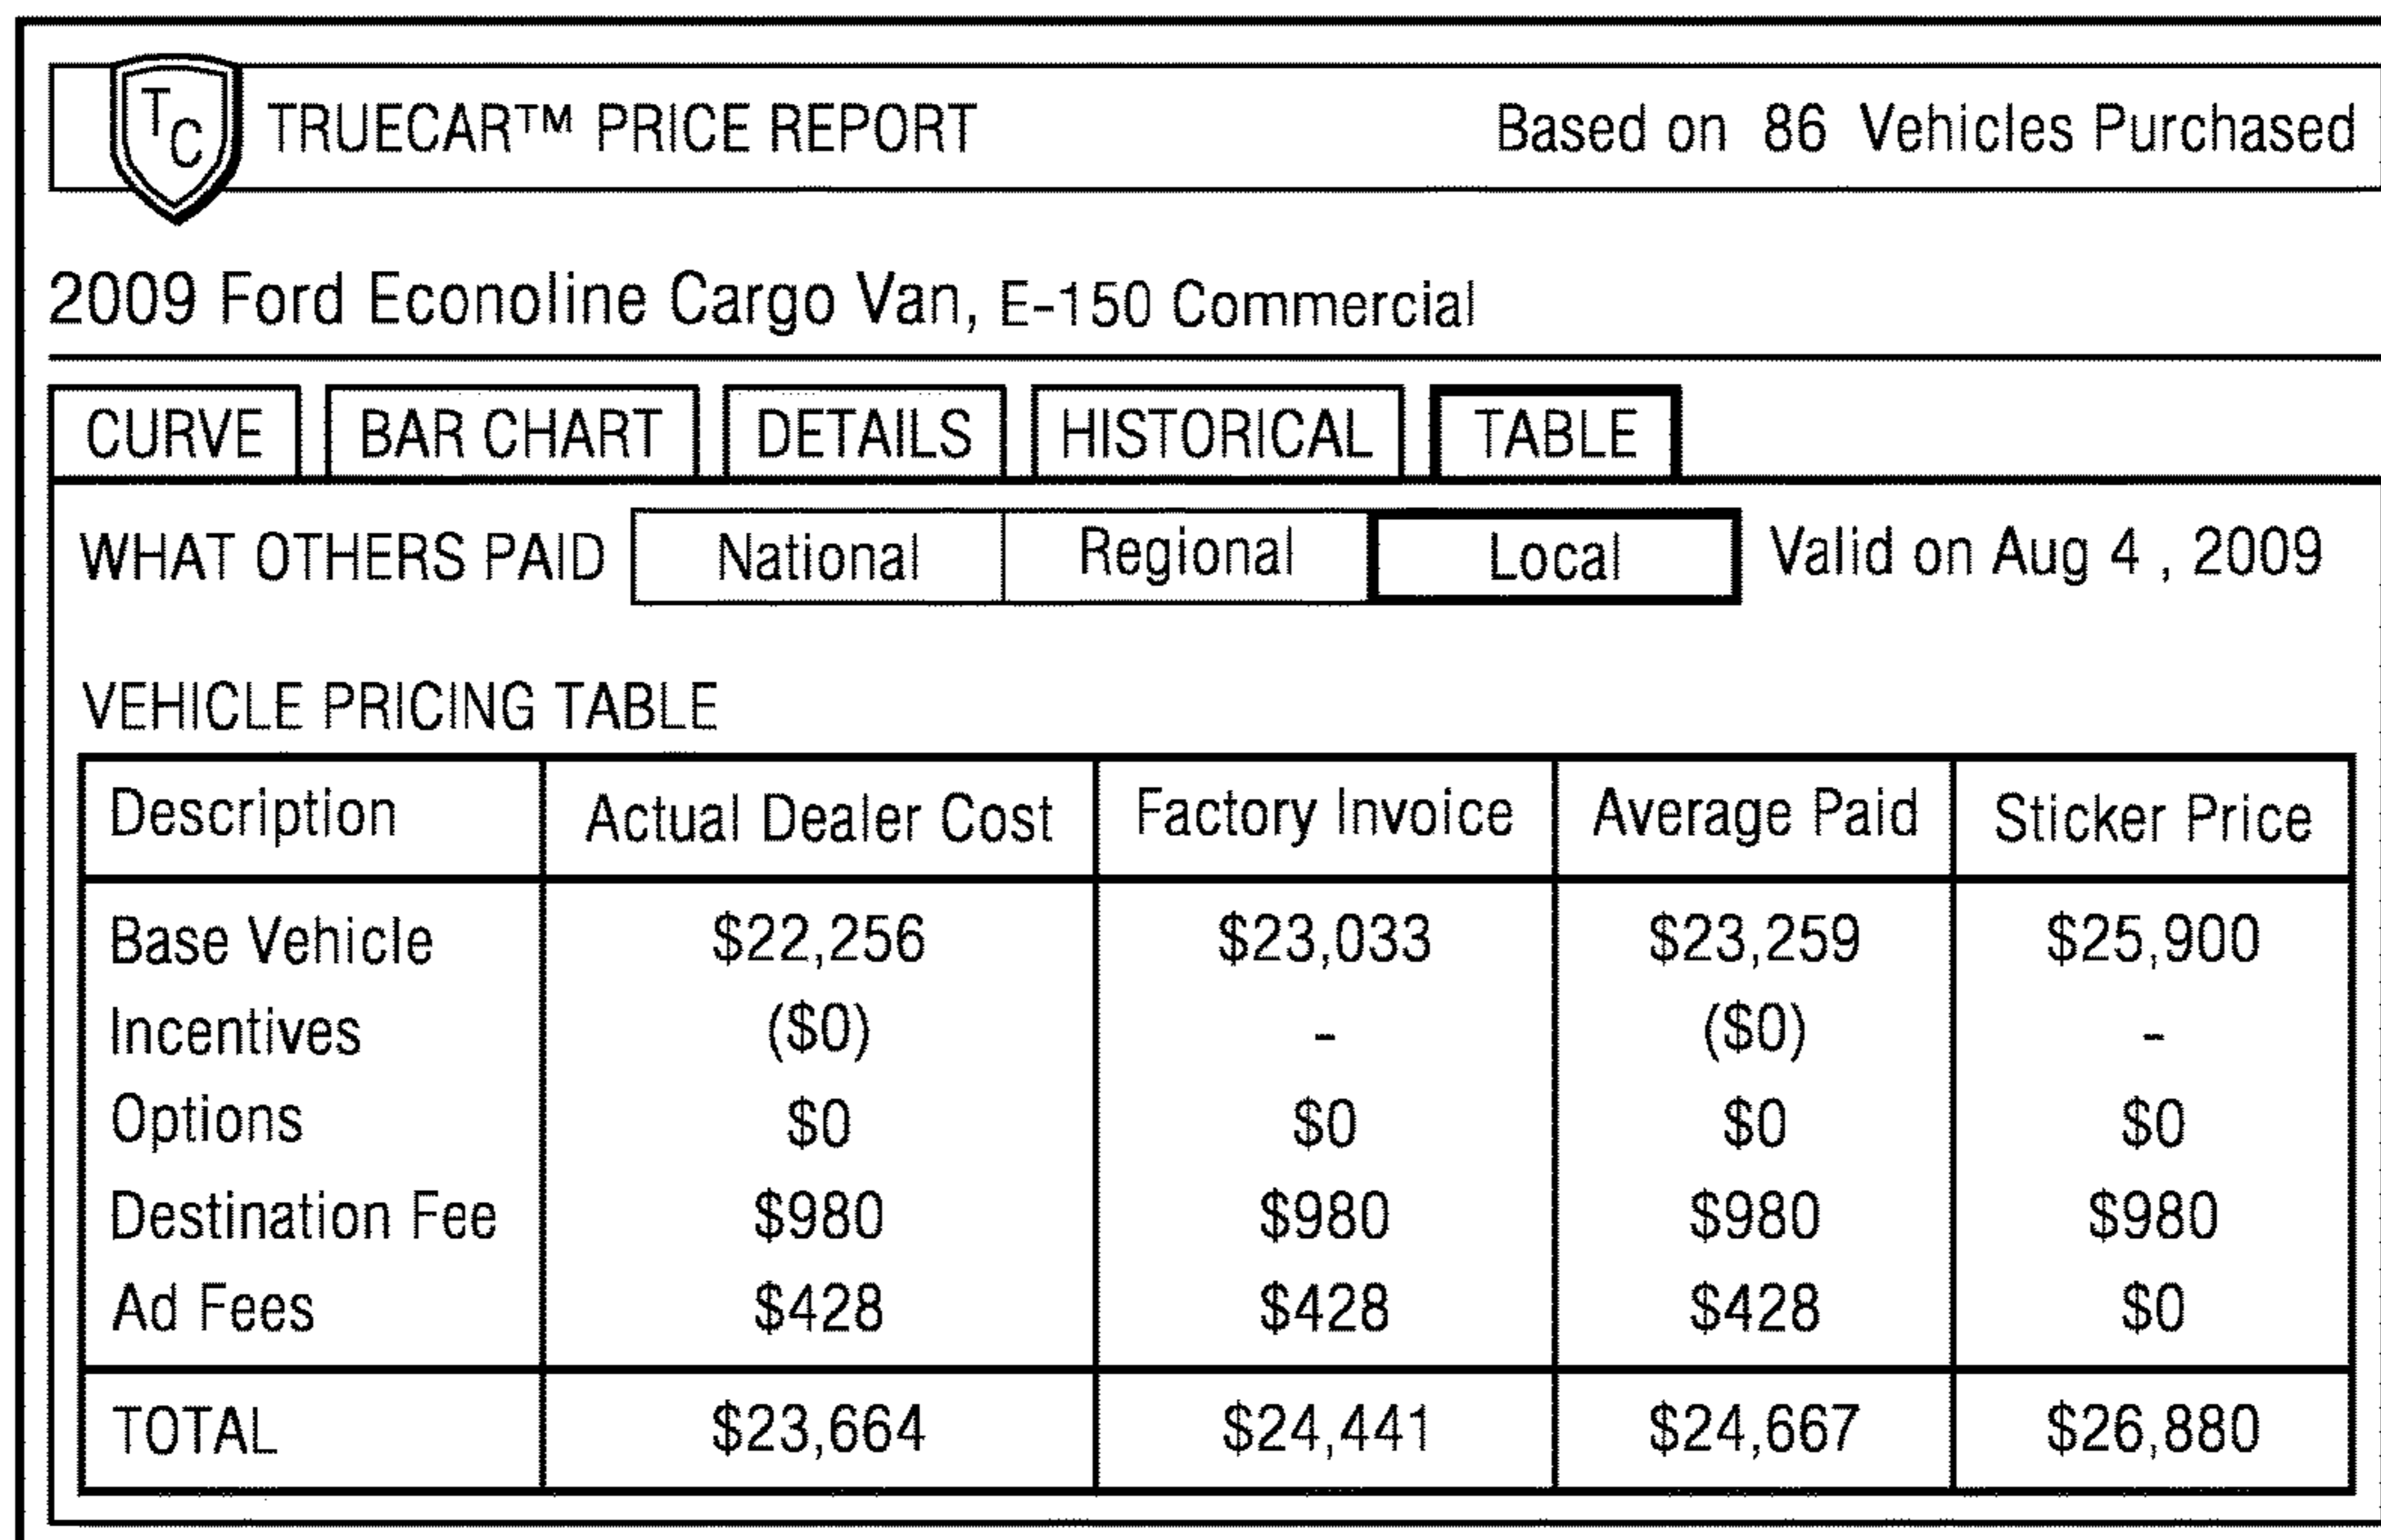 TC TRUECAR™ PRICE REPORT Based on 86 Vehicles Purchased
2009 Ford Econoline Cargo Van, E-150 Commercial
CURVE BAR CHART DETAILS HISTORICAL TABLE
WHAT OTHERS PAID National Regional Local Valid on Aug 4 , 2009
VEHICLE PRICING TABLE
Description Actual Dealer Cost Factory Invoice Average Paid Sticker Price
Base Vehicle $22,256 $23,033 $23,259 $25,900
Incentives ($0) - ($0) -
Options $0 $0 $0 $0
Destination Fee $980 $980 $980 $980
Ad Fees $428 $428 $428 $0
TOTAL $23,664 $24,441 $24,667 $26,880